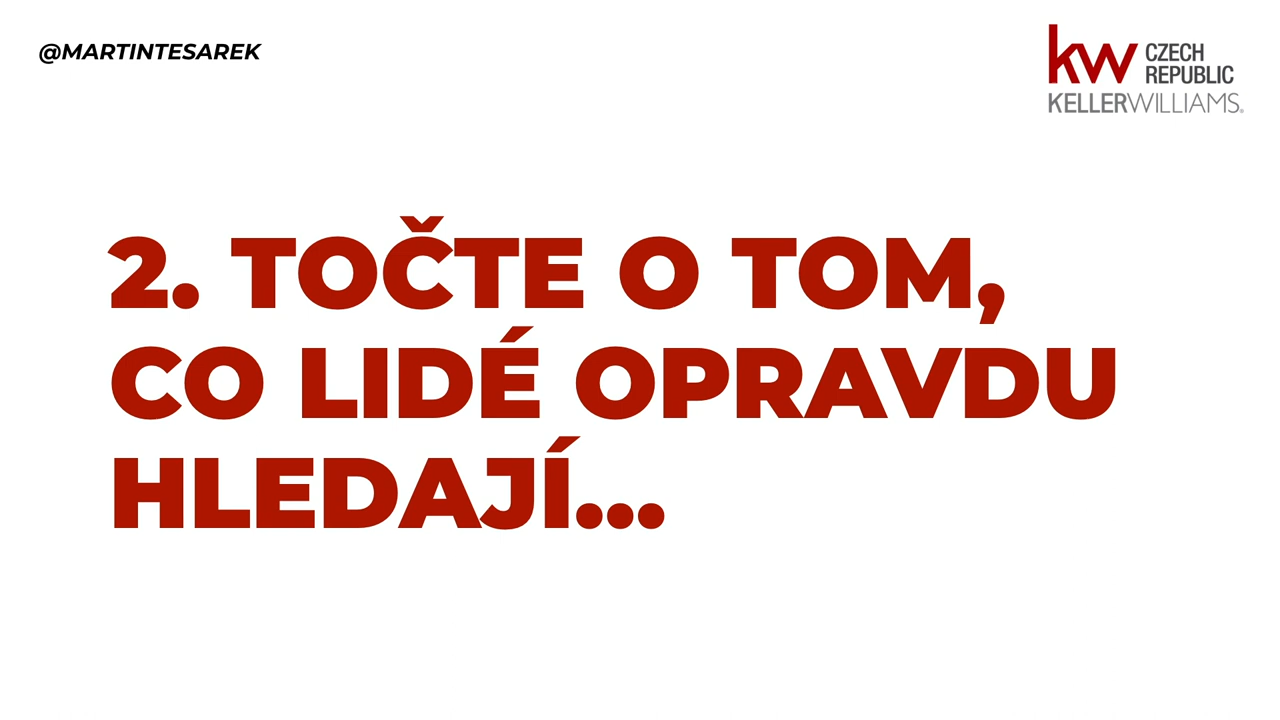 @MARTINTESAREK
kw CZECH
REPUBLIC
KELLERWILLIAMS®
2. TOČTE O TOM,
CO LIDÉ OPRAVDU
HLEDAJÍ...